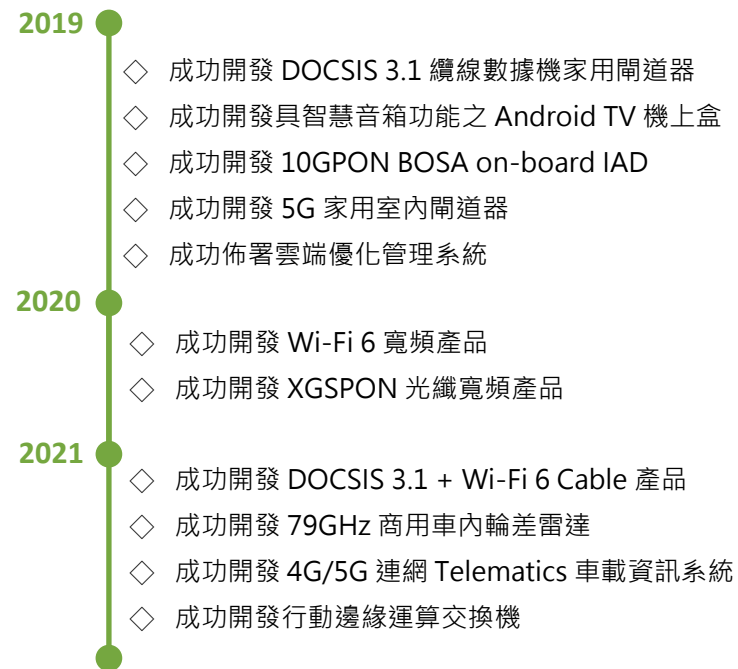 2019
◇ 成功開發 DOCSIS 3.1 纜線數據機家用閘道器
◇ 成功開發具智慧音箱功能之 Android TV 機上盒
◇ 成功開發 10GPON BOSA on-board IAD
◇ 成功開發 5G 家用室內閘道器
◇ 成功佈署雲端優化管理系統
2020
◇ 成功開發 Wi-Fi 6 寬頻產品
◇ 成功開發 XGSPON 光纖寬頻產品
2021
◇ 成功開發 DOCSIS 3.1 + Wi-Fi 6 Cable 產品
◇ 成功開發 79GHz 商用車內輪差雷達
◇ 成功開發 4G/5G 連網 Telematics 車載資訊系統
◇ 成功開發行動邊緣運算交換機